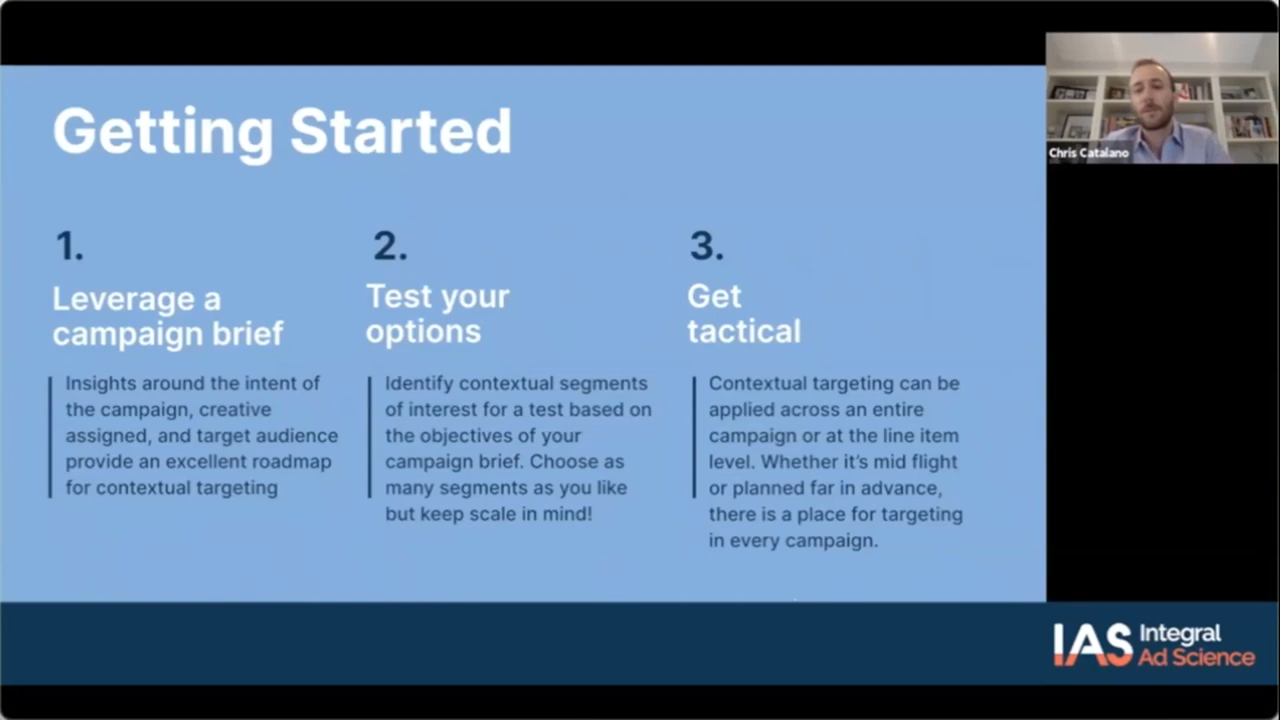 Getting Started
1.
Leverage a
campaign brief
Insights around the intent of
the campaign, creative
assigned, and target audience
provide an excellent roadmap
for contextual targeting
2.
Test your
options
Identify contextual segments
of interest for a test based on
the objectives of your
campaign brief. Choose as
many segments as you like
but keep scale in mind!
3.
Get
tactical
Contextual targeting can be
applied across an entire
campaign or at the line item
level. Whether it’s mid flight
or planned far in advance,
there is a place for targeting
in every campaign.
Chris Catalano
IAS Integral
Ad Science